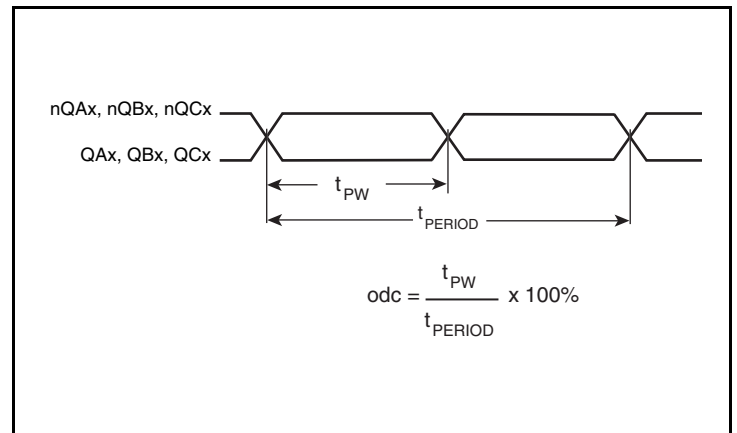 nQAx, nQBx, nQCx
QAx, QBx, QCx
tPW
tPERIOD
tPW
odc = x 100%
tPERIOD